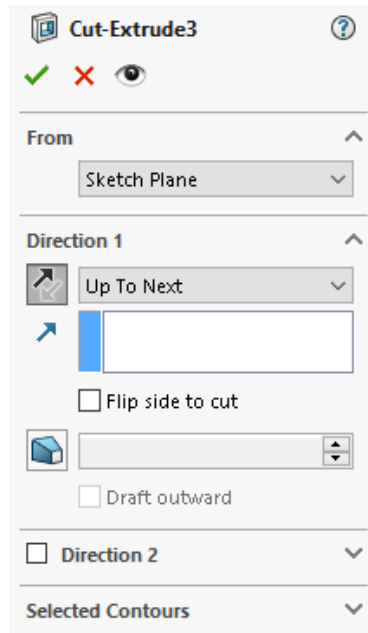 Cut-Extrude3
From
Sketch Plane
Direction 1
Up To Next
Flip side to cut
Draft outward
Direction 2
Selected Contours